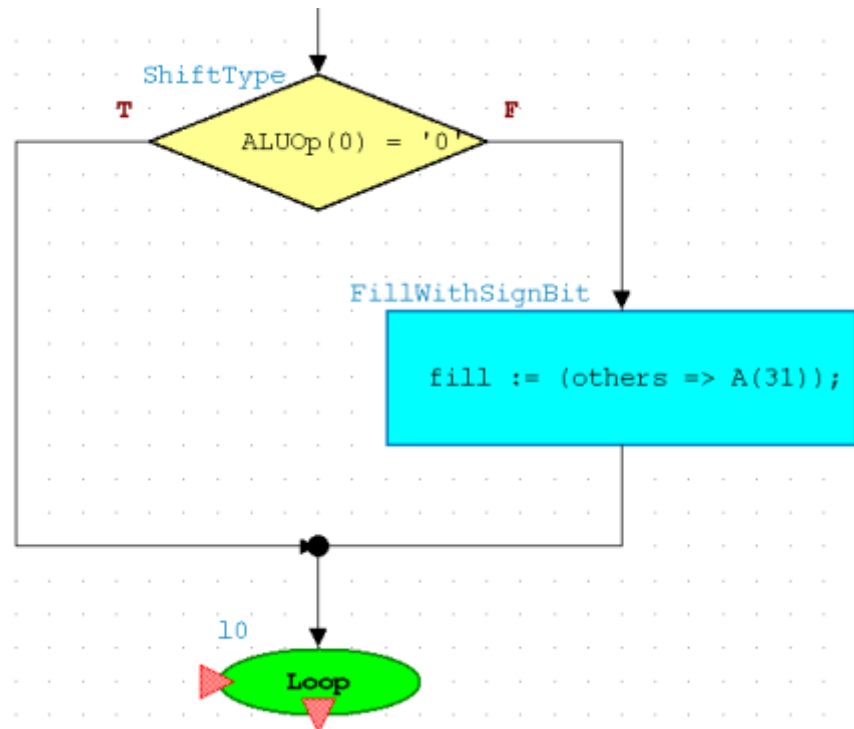 ShiftType
T
F
ALUOp(0) = '0'
FillWithSignBit
fill := (others => A(31));
l0
Loop